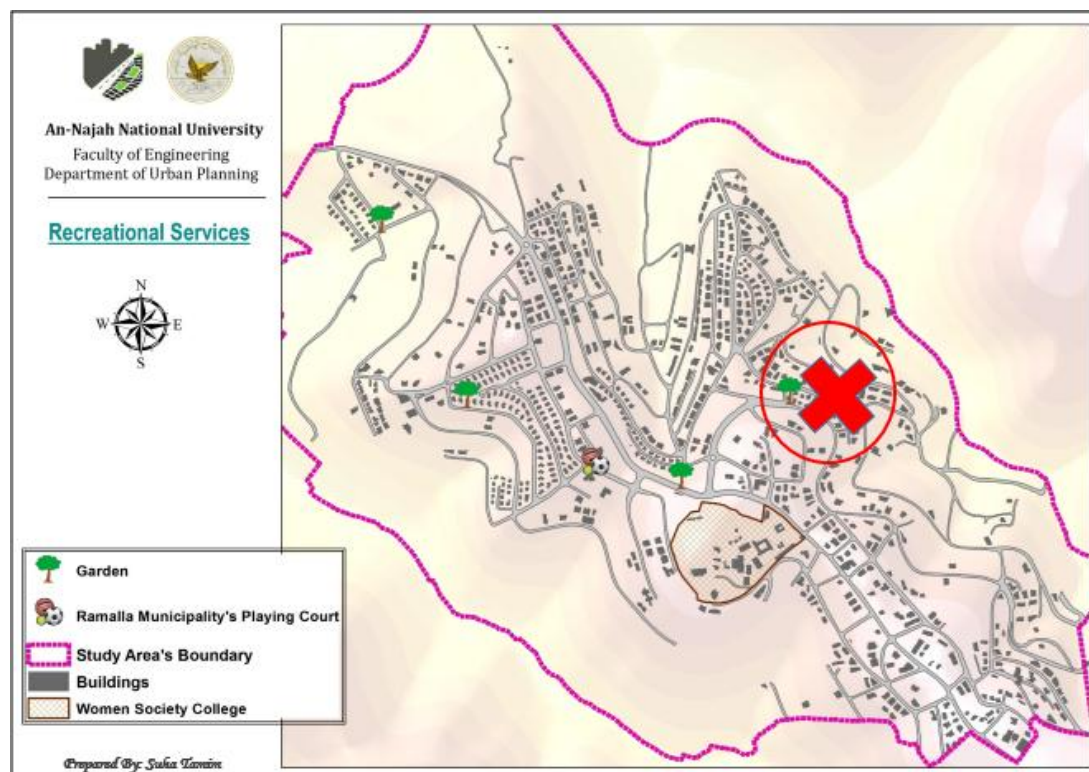 An-Najah National University
Faculty of Engineering
Department of Urban Planning
Recreational Services
N
W E
S
Garden
Ramalla Municipality's Playing Court
Study Area's Boundary
Buildings
Women Society College
Prepared By: Suha Tamim